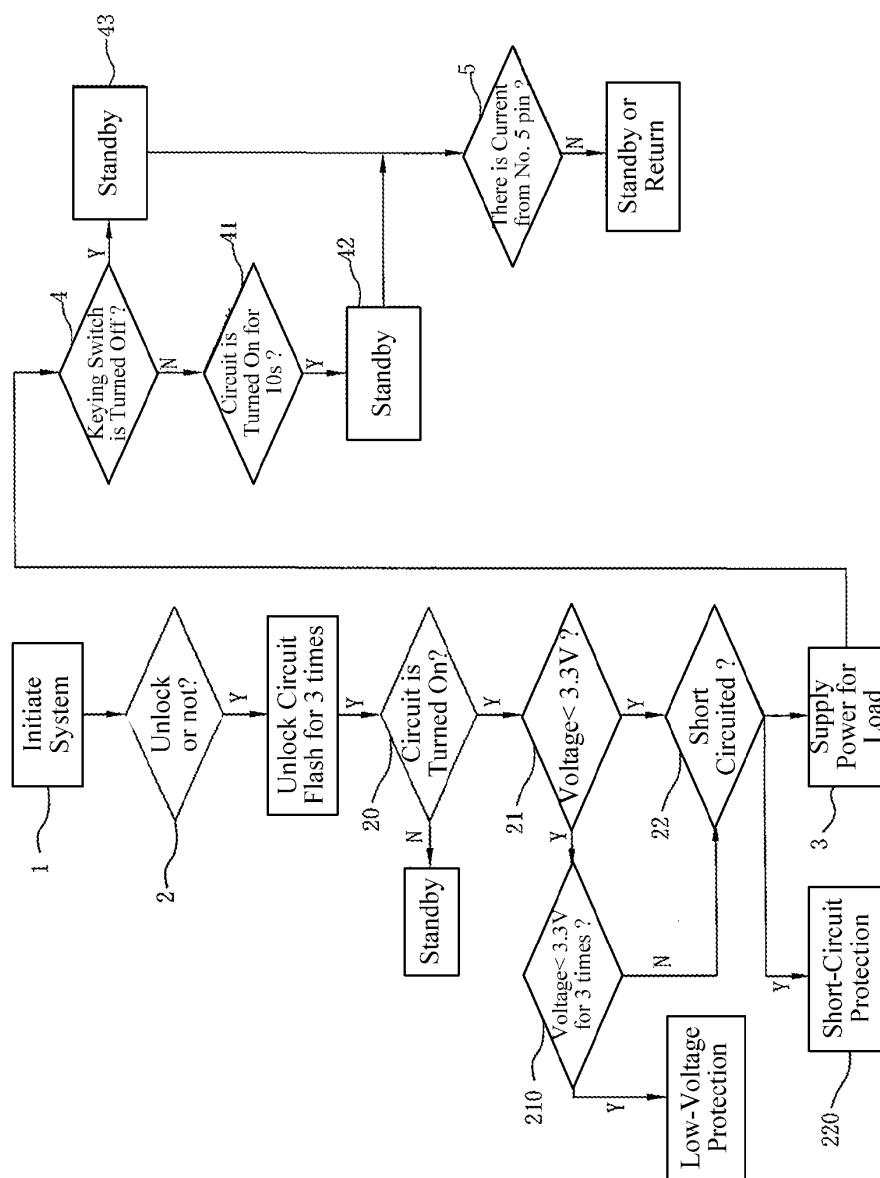 Initiate
System
1
Unlock
or not?
2
Y
Unlock Circuit
Flash for 3 times
Y
Circuit is
Turned On?
20
N
Standby
Y
Voltage< 3.3V ?
21
Y
Y
Voltage< 3.3V
for 3 times ?
210
N
Y
Low-Voltage
Protection
Short
Circuited ?
22
Y
Short-Circuit
Protection
220
Supply
Power for
Load
3
Keying Switch
is Turned Off ?
4
Y
Standby
43
N
Circuit is
Turned On for
10s ?
41
Y
Standby
42
There is Current
from No. 5 pin ?
5
N
Standby or
Return